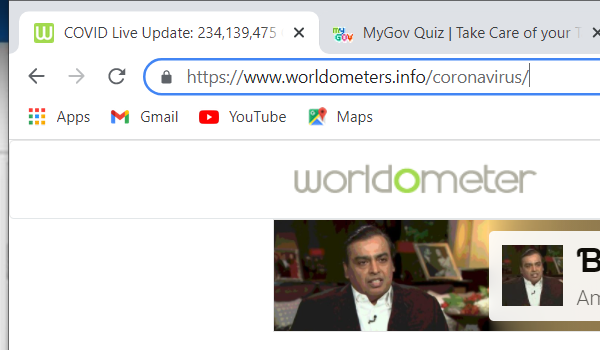 COVID Live Update: 234,139,475
MyGov Quiz | Take Care of your T
https://www.worldometers.info/coronavirus/
Apps Gmail YouTube Maps
worldometer
B
Am